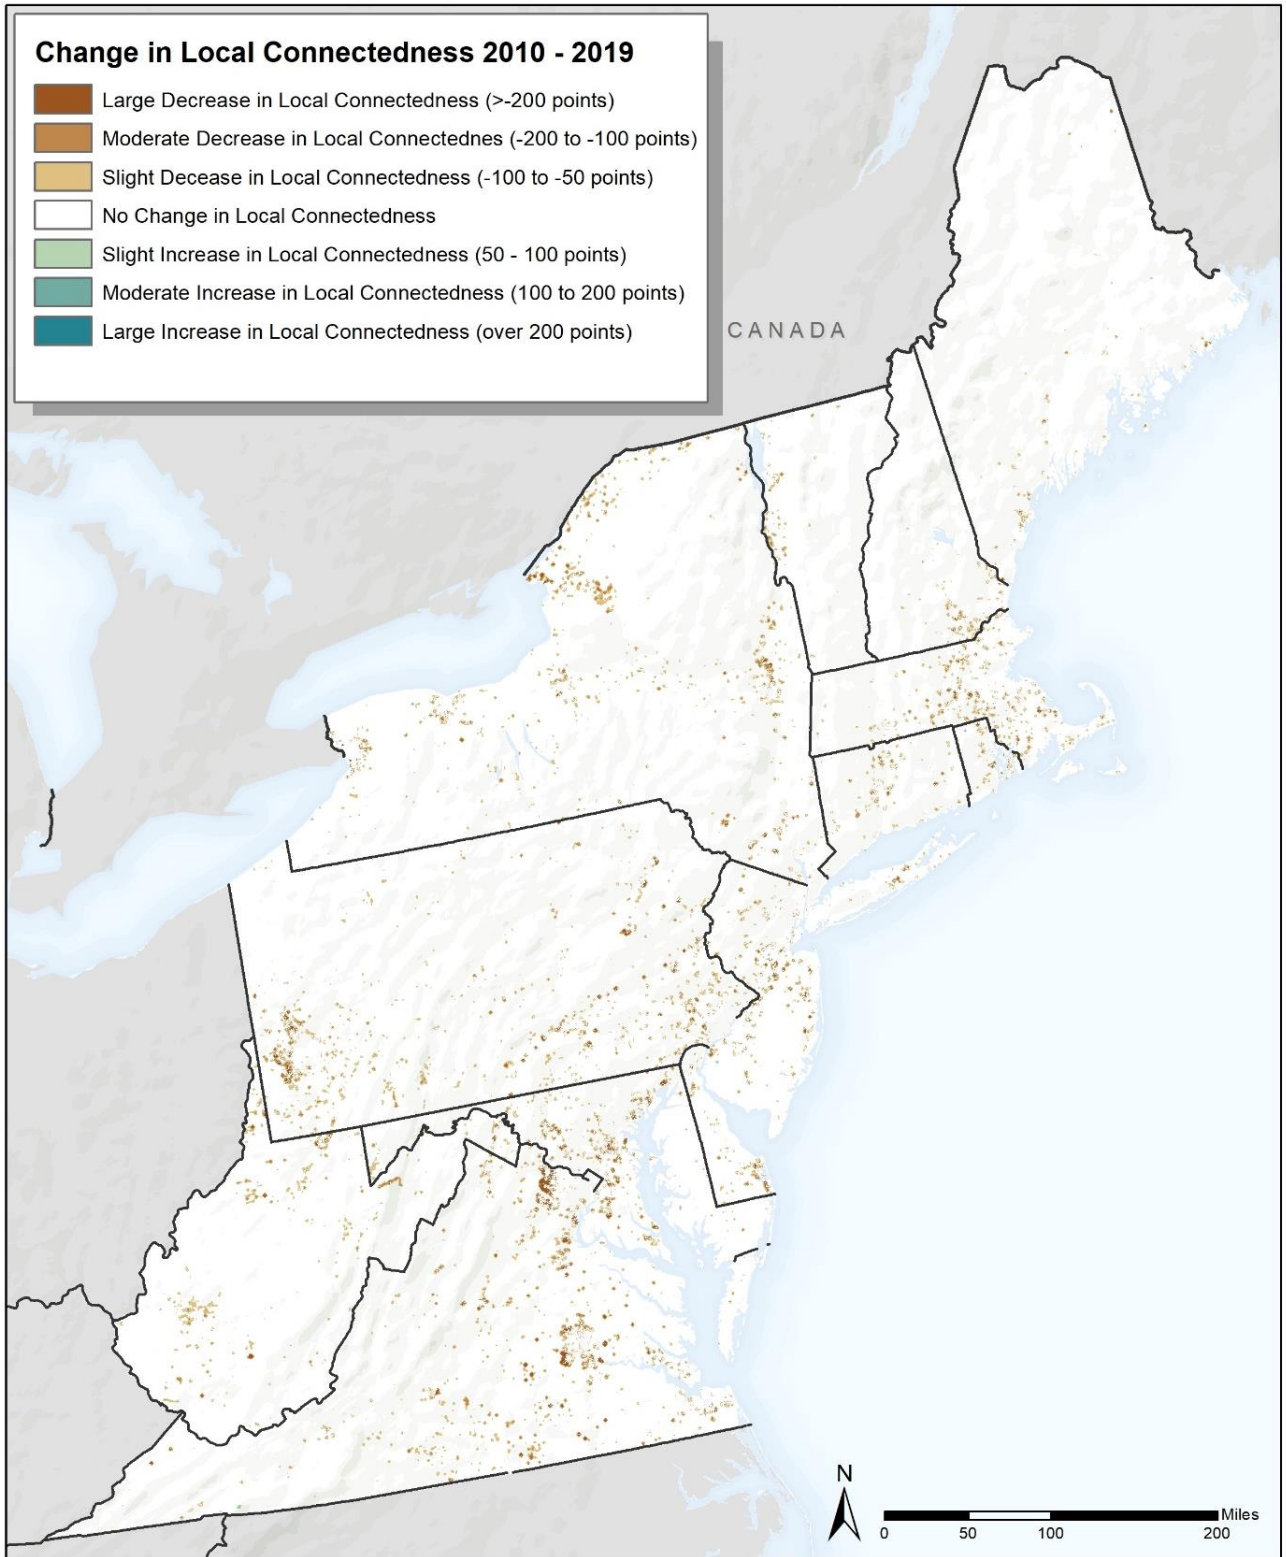 Change in Local Connectedness 2010 - 2019
Large Decrease in Local Connectedness (>-200 points)
Moderate Decrease in Local Connectednes (-200 to -100 points)
Slight Decease in Local Connectedness (-100 to -50 points)
No Change in Local Connectedness
Slight Increase in Local Connectedness (50 - 100 points)
Moderate Increase in Local Connectedness (100 to 200 points)
Large Increase in Local Connectedness (over 200 points)
CANADA
N
Miles
0 50 100 200